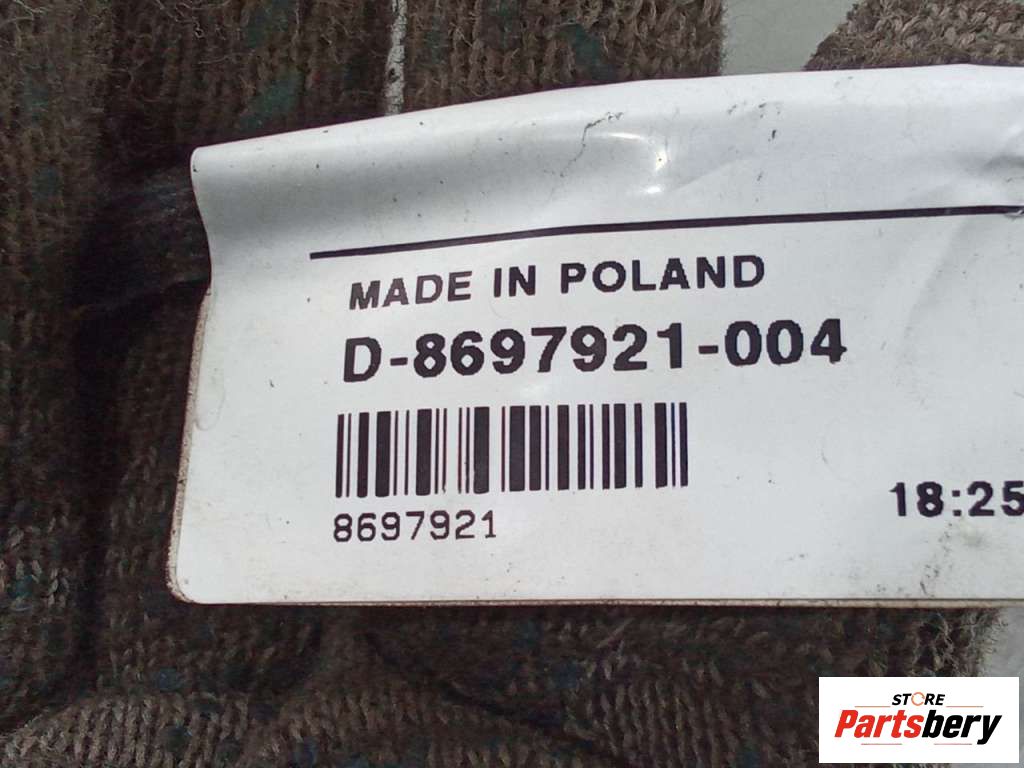 MADE IN POLAND
D-8697921-004
8697921
18:25
STORE
Partsbery